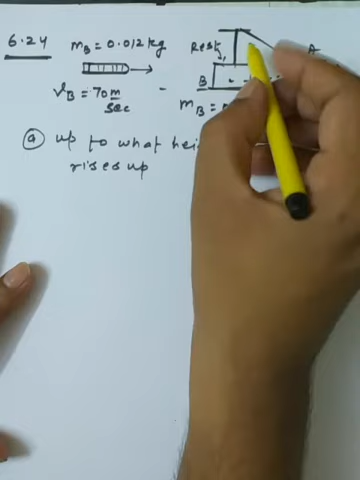 6.24
m_B = 0.012 kg
v_B = 70 m/sec
Rest
A
B
m_B =
(a) up to what
rises up